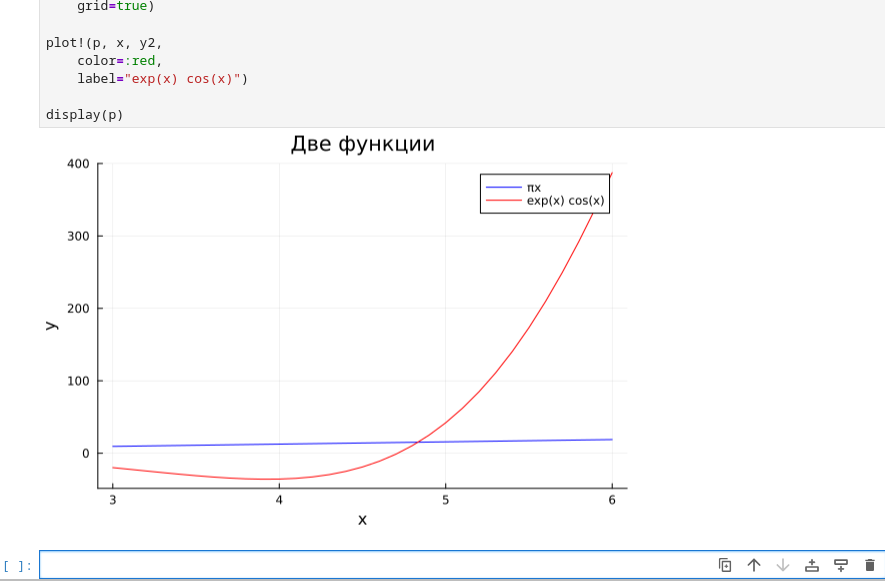 grid=true)
plot!(p, x, y2,
color=:red,
label="exp(x) cos(x)")
display(p)
Две функции
400
300
200
100
0
y
πx
exp(x) cos(x)
3 4 5 6
x
[ ]: